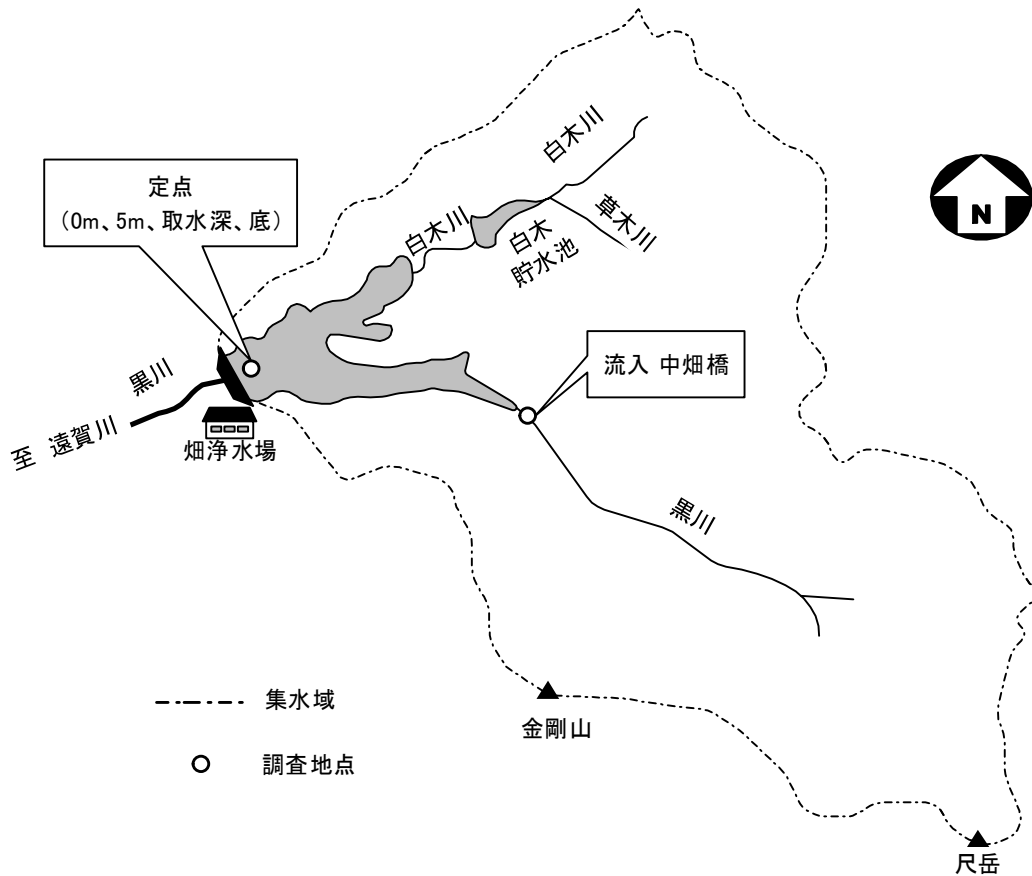 白木川
定点
（0m、5m、取水深、底）
N
草木川
白木川
白木
貯水池
流入 中畑橋
黒川
至 遠賀川
畑浄水場
黒川
集水域
金剛山
調査地点
尺岳